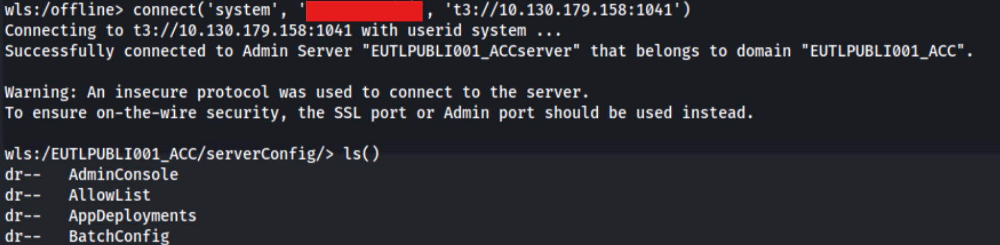 wls:/offline> connect('system', ' , 't3://10.130.179.158:1041')
Connecting to t3://10.130.179.158:1041 with userid system ...
Successfully connected to Admin Server "EUTLPUBLI001_ACCserver" that belongs to domain "EUTLPUBLI001_ACC".
Warning: An insecure protocol was used to connect to the server.
To ensure on-the-wire security, the SSL port or Admin port should be used instead.
wls:/EUTLPUBLI001_ACC/serverConfig/> ls()
dr--   AdminConsole
dr--   AllowList
dr--   AppDeployments
dr--   BatchConfig